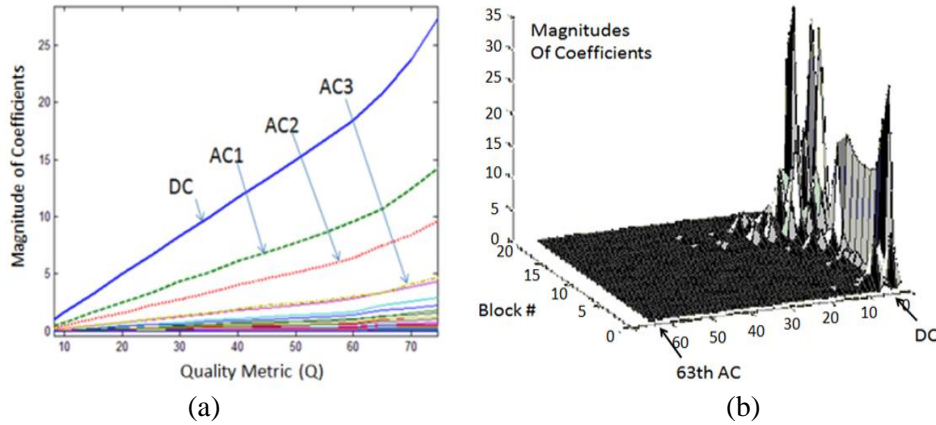 25
20
15
10
5
0
Magnitude of Coefficients
DC
AC1
AC2
AC3
10 20 30 40 50 60 70
Quality Metric (Q)
(a)
35
30
25
20
15
10
5
0
Magnitudes
Of Coefficients
20
15
10
5
0
Block #
60 50 40 30 20 10 0
63th AC
DC
(b)